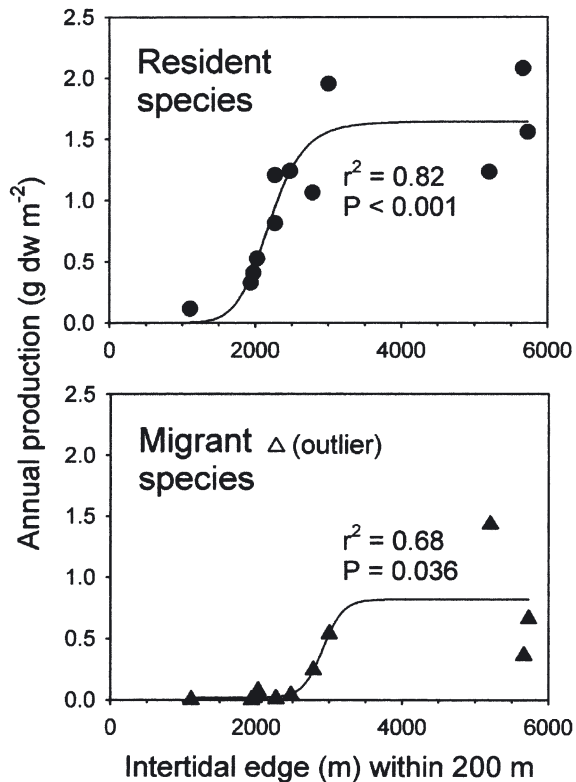 2.5
2.0
1.5
1.0
0.5
0.0
Resident
species
r² = 0.82
P < 0.001
0 2000 4000 6000
Annual production (g dw m⁻²)
2.5
2.0
1.5
1.0
0.5
0.0
Migrant △ (outlier)
species
r² = 0.68
P = 0.036
0 2000 4000 6000
Intertidal edge (m) within 200 m